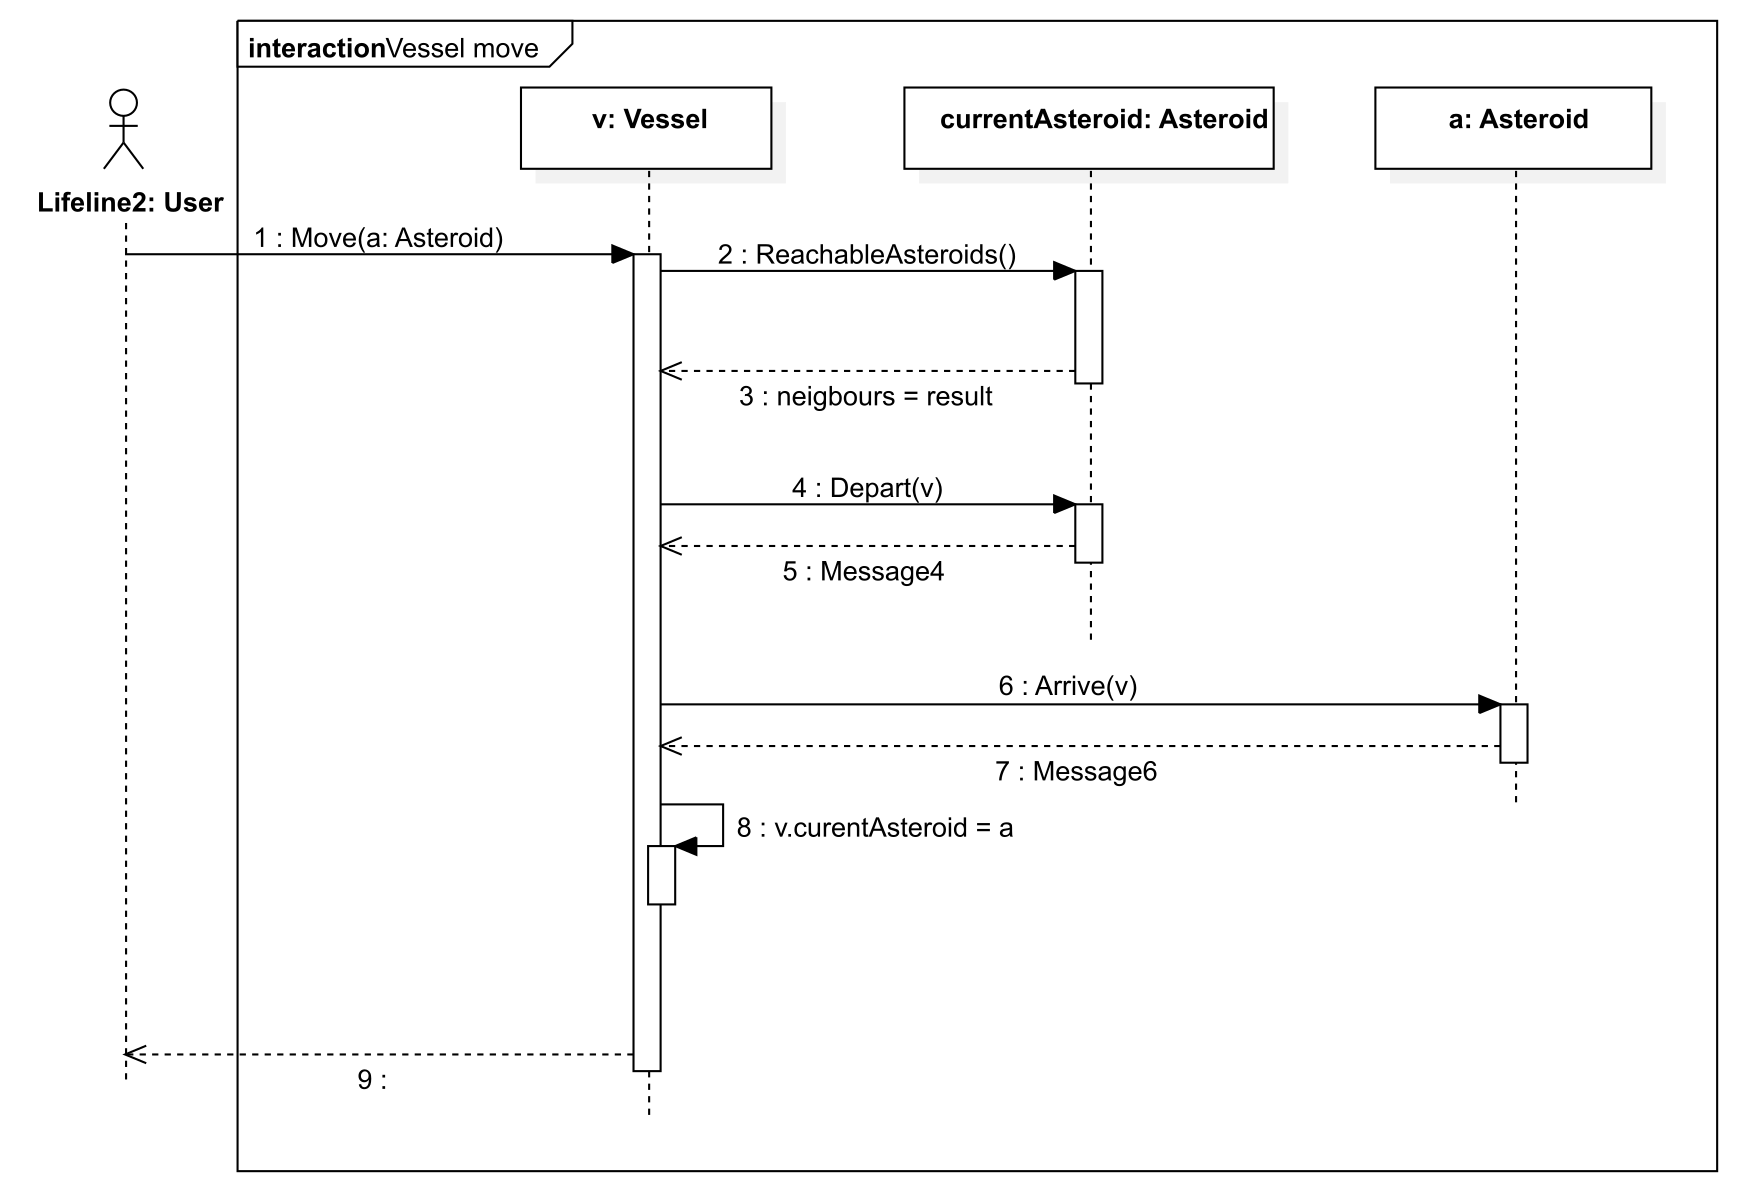 interactionVessel move
v: Vessel
currentAsteroid: Asteroid
a: Asteroid
Lifeline2: User
1 : Move(a: Asteroid)
2 : ReachableAsteroids()
3 : neigbours = result
4 : Depart(v)
5 : Message4
6 : Arrive(v)
7 : Message6
8 : v.curentAsteroid = a
9 :